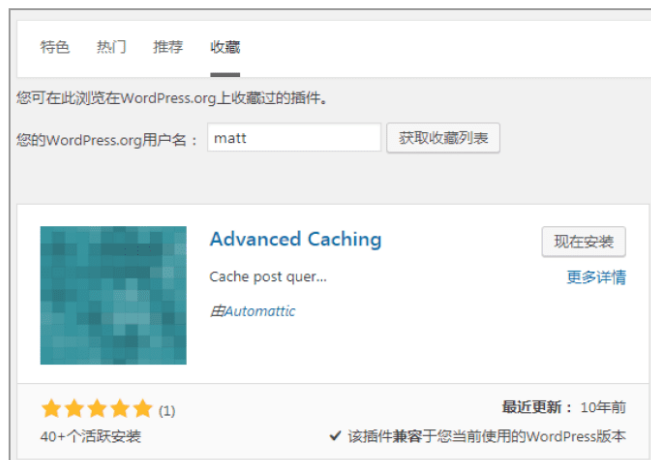 特色 热门 推荐 收藏
您可在此浏览在WordPress.org上收藏过的插件。
您的WordPress.org用户名： matt 获取收藏列表
Advanced Caching 现在安装
Cache post quer... 更多详情
由Automattic
(1) 最近更新： 10年前
40+个活跃安装 ✔ 该插件兼容于您当前使用的WordPress版本